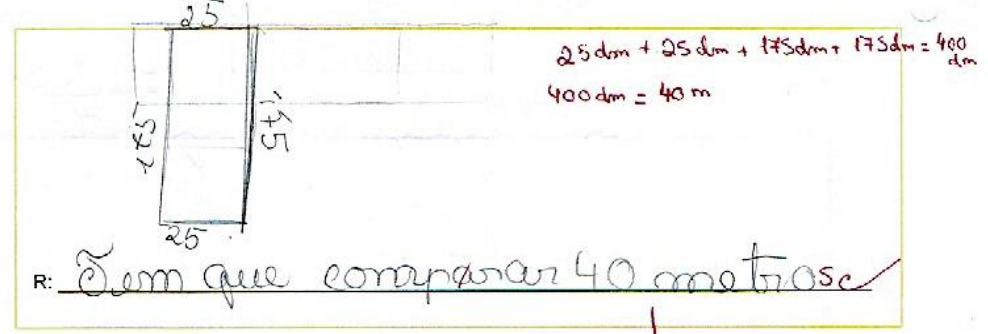 25
25 dm + 25 dm + 175 dm + 175 dm = 400 dm
400 dm = 40 m
175
175
25
R: Tem que comparar 40 metros c